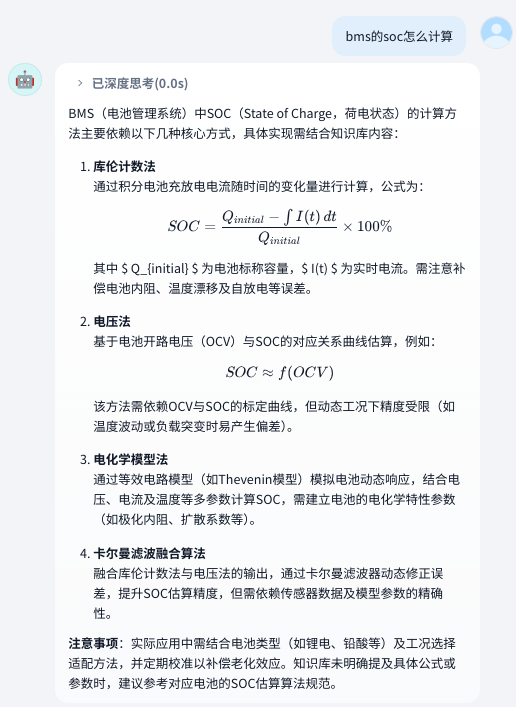 bms的soc怎么计算
已深度思考(0.0s)
BMS（电池管理系统）中SOC（State of Charge，荷电状态）的计算方
法主要依赖以下几种核心方式，具体实现需结合知识库内容：
1. 库伦计数法
通过积分电池充放电电流随时间的变化量进行计算，公式为：
SOC = \frac{Q_{initial} - \int I(t) dt}{Q_{initial}} × 100%
其中 $ Q_{initial} $ 为电池标称容量，$ I(t) $ 为实时电流。需注意补
偿电池内阻、温度漂移及自放电等误差。
2. 电压法
基于电池开路电压（OCV）与SOC的对应关系曲线估算，例如：
SOC ≈ f(OCV)
该方法需依赖OCV与SOC的标定曲线，但动态工况下精度受限（如
温度波动或负载突变时易产生偏差）。
3. 电化学模型法
通过等效电路模型（如Thevenin模型）模拟电池动态响应，结合电
压、电流及温度等多参数计算SOC，需建立电池的电化学特性参数
（如极化内阻、扩散系数等）。
4. 卡尔曼滤波融合算法
融合库伦计数法与电压法的输出，通过卡尔曼滤波器动态修正误
差，提升SOC估算精度，但需依赖传感器数据及模型参数的精确
性。
注意事项：实际应用中需结合电池类型（如锂电、铅酸等）及工况选择
适配方法，并定期校准以补偿老化效应。知识库未明确提及具体公式或
参数时，建议参考对应电池的SOC估算算法规范。